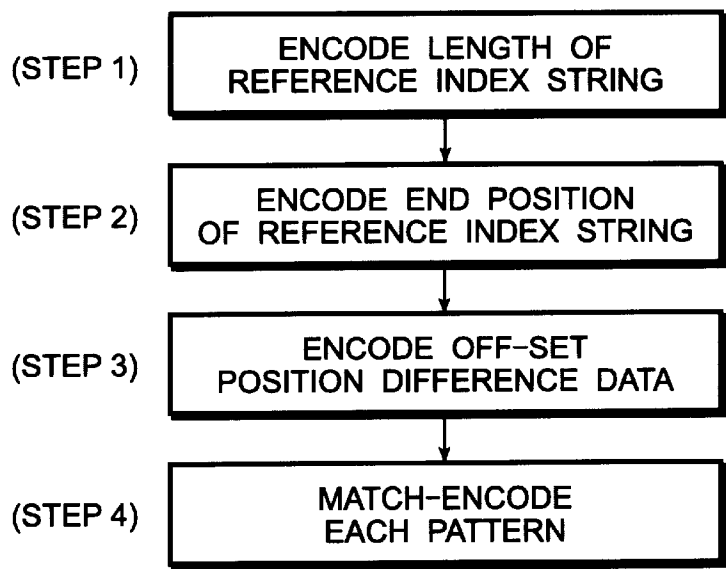 (STEP 1)
ENCODE LENGTH OF
REFERENCE INDEX STRING
(STEP 2)
ENCODE END POSITION
OF REFERENCE INDEX STRING
(STEP 3)
ENCODE OFF-SET
POSITION DIFFERENCE DATA
(STEP 4)
MATCH-ENCODE
EACH PATTERN